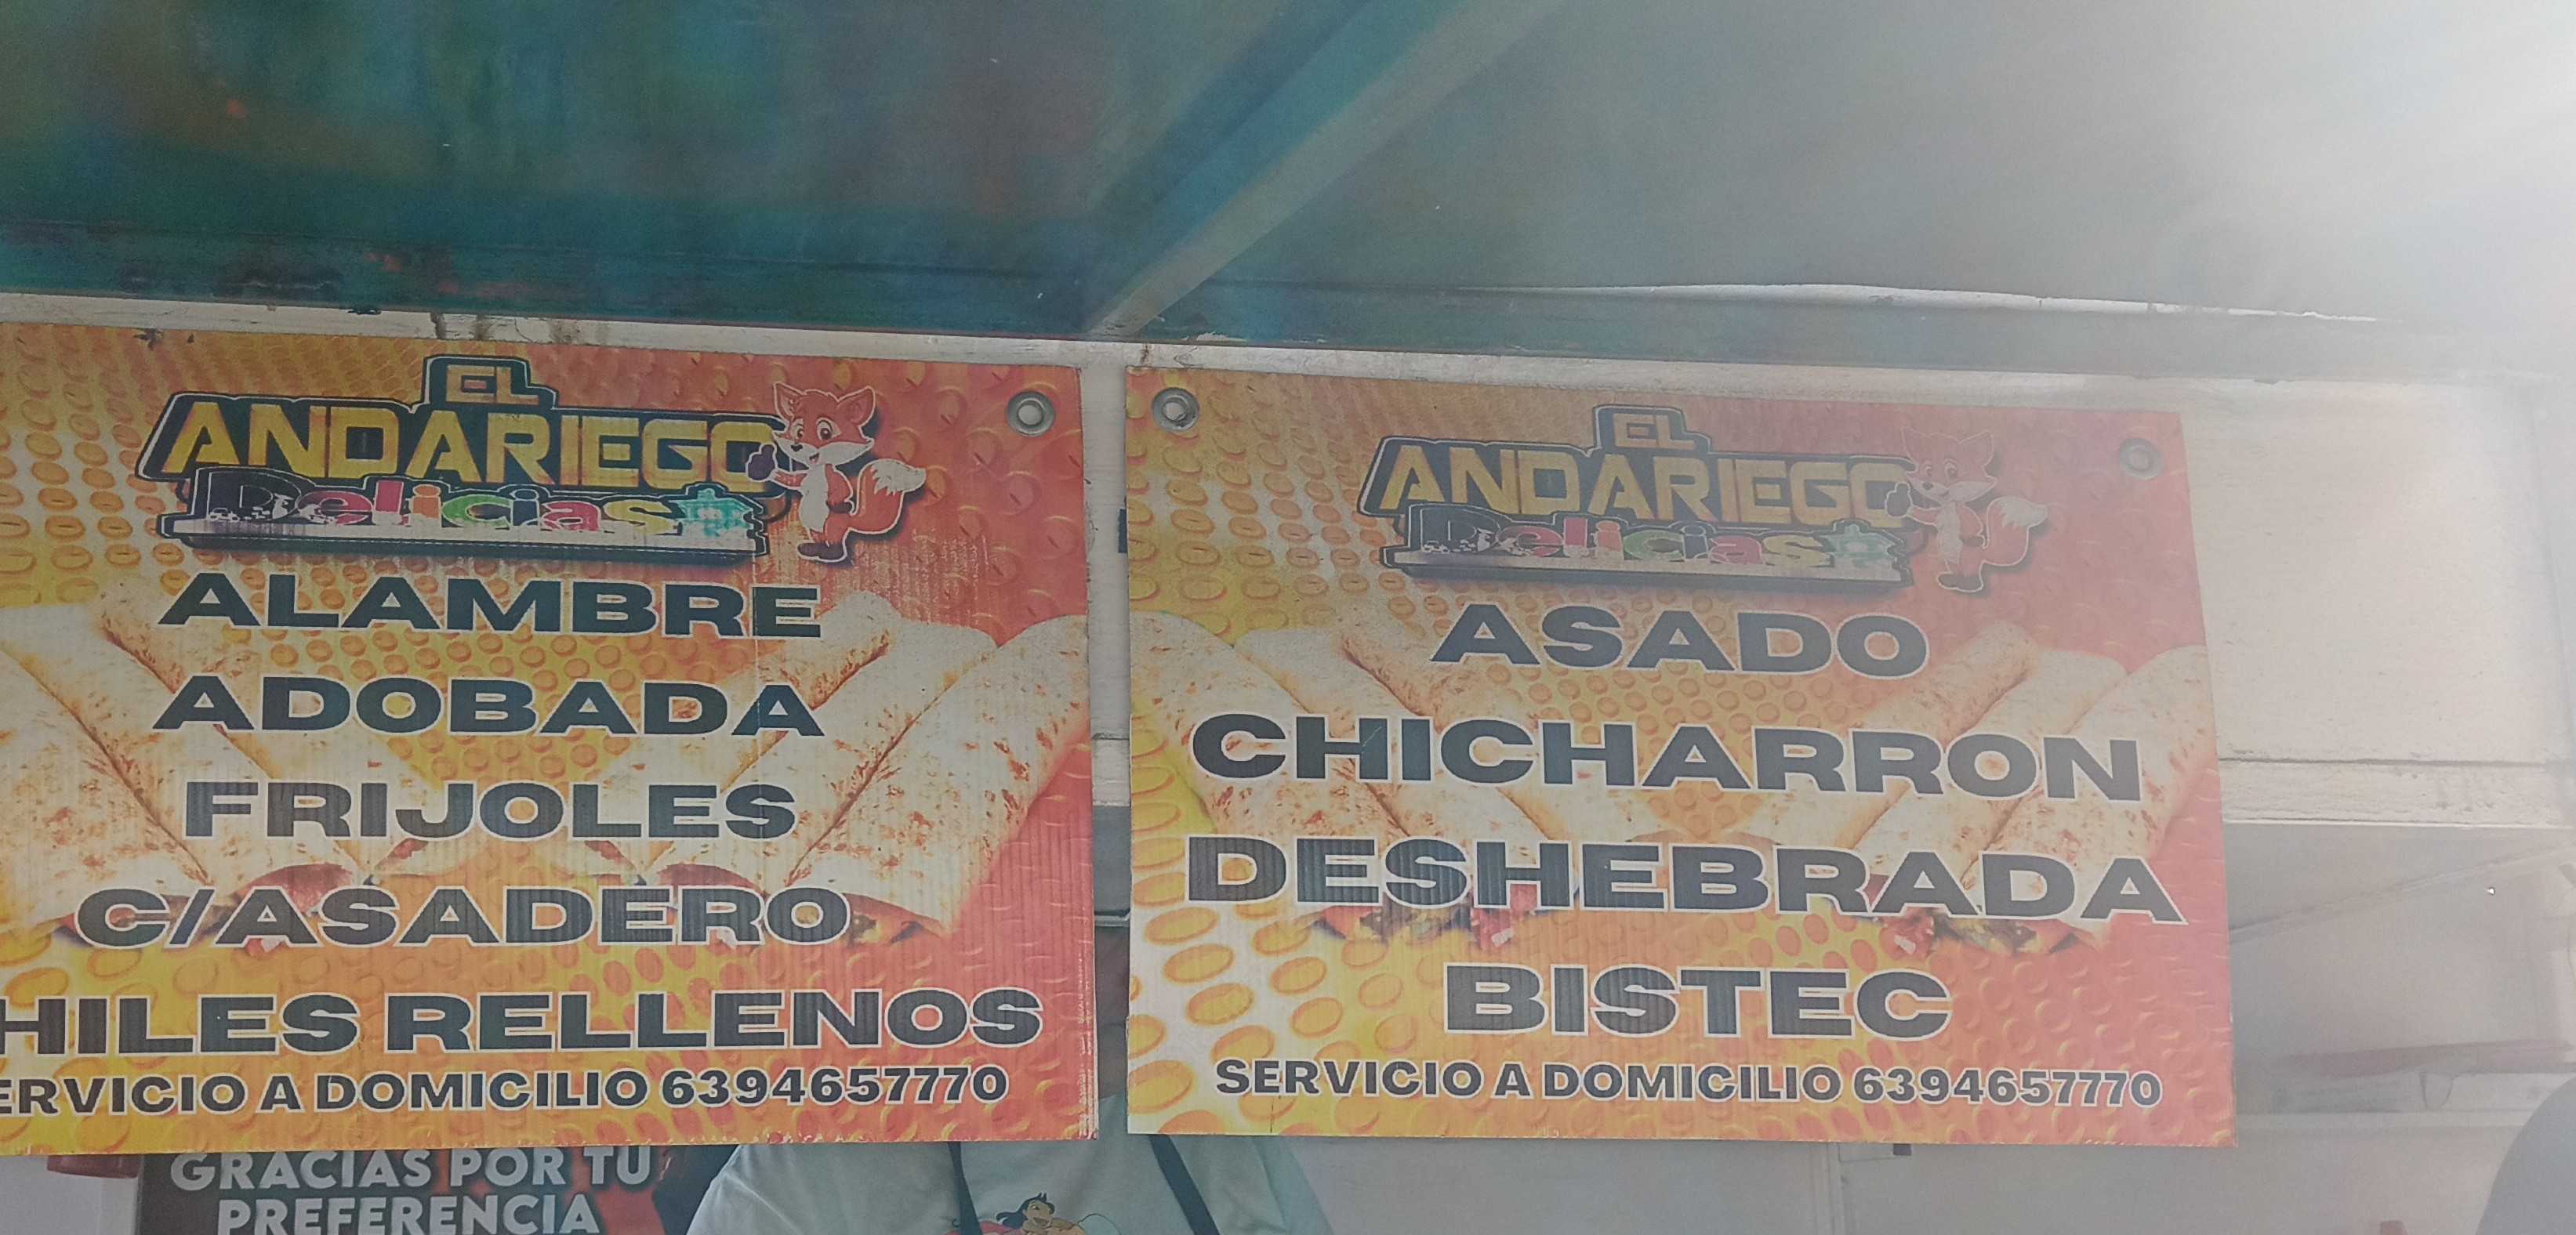 EL
ANDARIEGO
Delicias
ALAMBRE
ADOBADA
FRIJOLES
C/ASADERO
HILES RELLENOS
ERVICIO A DOMICILIO 6394657770
EL
ANDARIEGO
Delicias
ASADO
CHICHARRON
DESHEBRADA
BISTEC
SERVICIO A DOMICILIO 6394657770
GRACIAS POR TU
PREFERENCIA